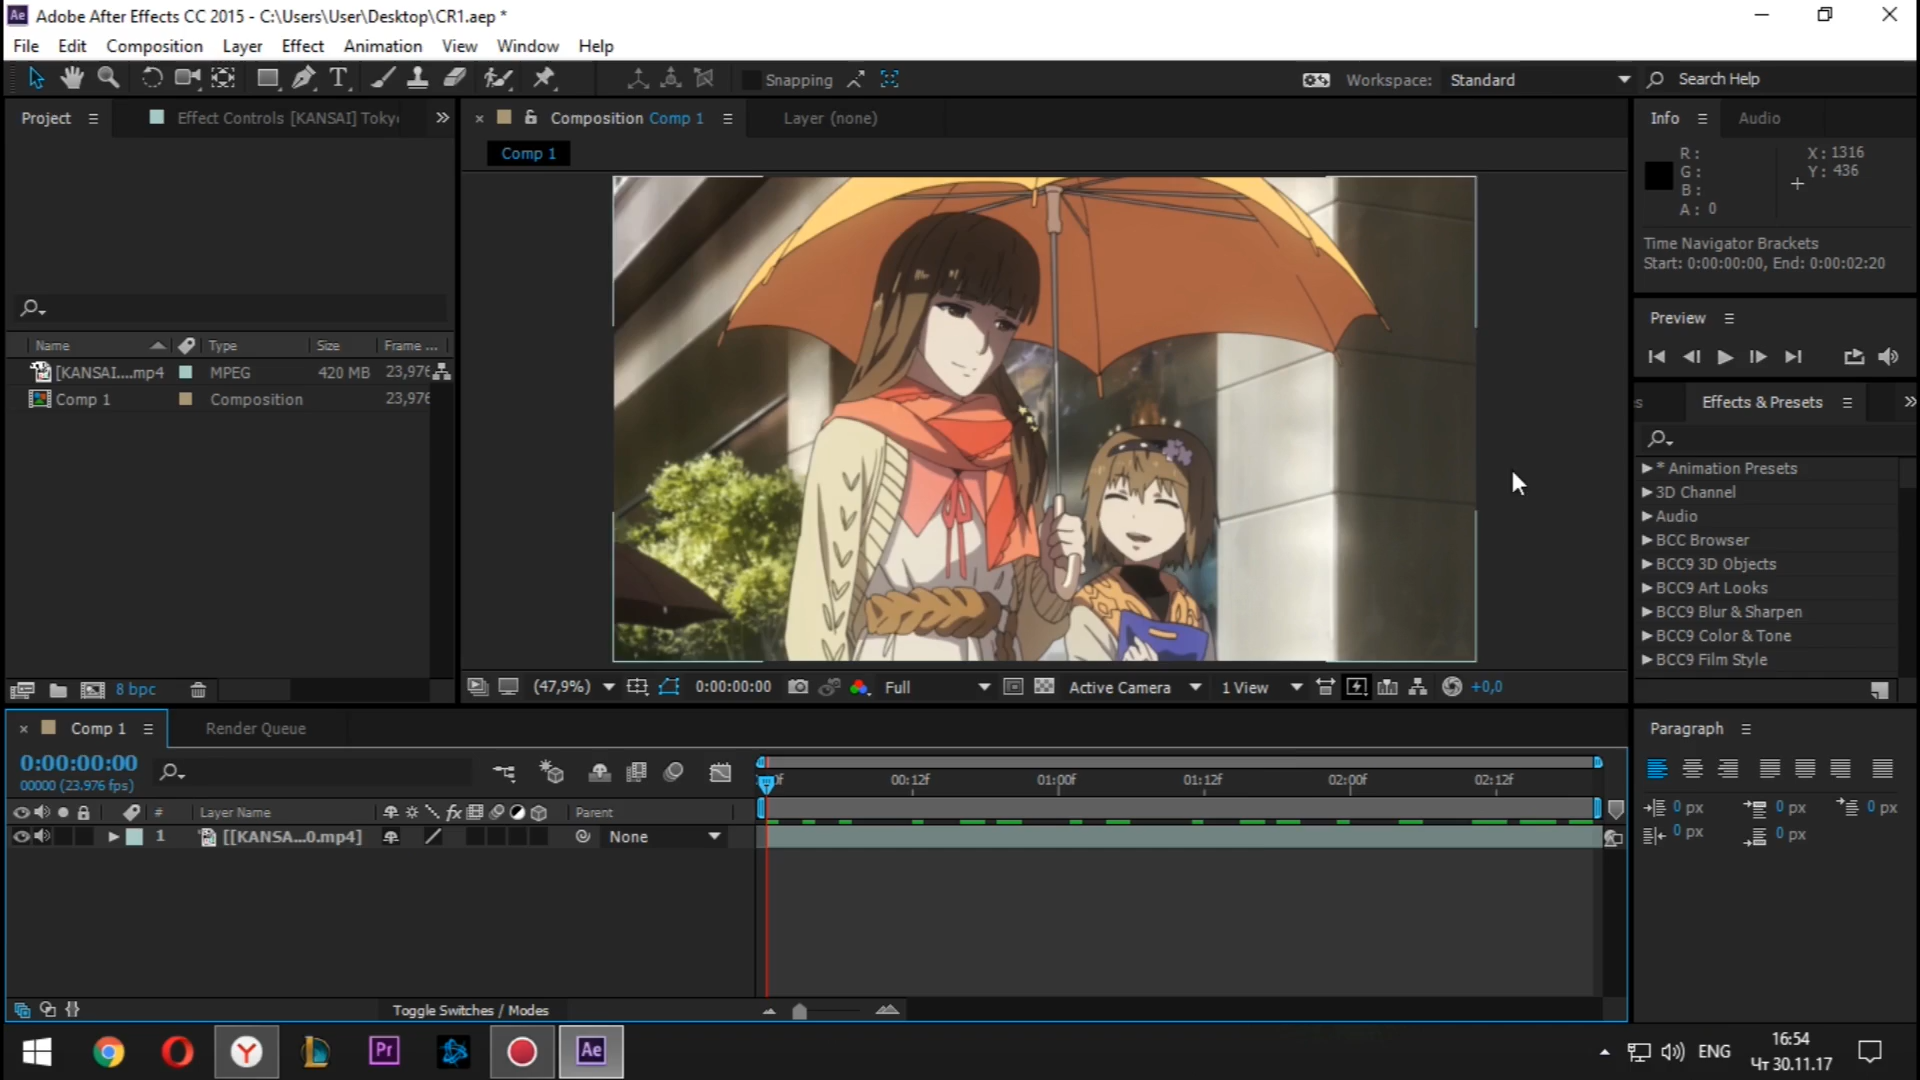 Ae Adobe After Effects CC 2015 - C:\Users\User\Desktop\CR1.aep *
File Edit Composition Layer Effect Animation View Window Help
Snapping
Workspace: Standard
Search Help
Project
Effect Controls [KANSAI] Toky
Composition Comp 1
Layer (none)
Comp 1
Name Type Size Frame ...
[KANSAI....mp4 MPEG 420 MB 23,976
Comp 1 Composition 23,976
8 bpc
(47,9%) 0:00:00:00 Full Active Camera 1 View +0,0
Info Audio
R: X: 1316
G: Y: 436
B:
A: 0
Time Navigator Brackets
Start: 0:00:00:00, End: 0:00:02:20
Preview
Effects & Presets
* Animation Presets
3D Channel
Audio
BCC Browser
BCC9 3D Objects
BCC9 Art Looks
BCC9 Blur & Sharpen
BCC9 Color & Tone
BCC9 Film Style
Comp 1 Render Queue
0:00:00:00
00000 (23.976 fps)
00:12f 01:00f 01:12f 02:00f 02:12f
# Layer Name fx Parent
1 [[KANSA...0.mp4] None
Toggle Switches / Modes
Paragraph
0 px 0 px 0 px
0 px 0 px
Y Pr Ae
ENG
16:54
Чт 30.11.17